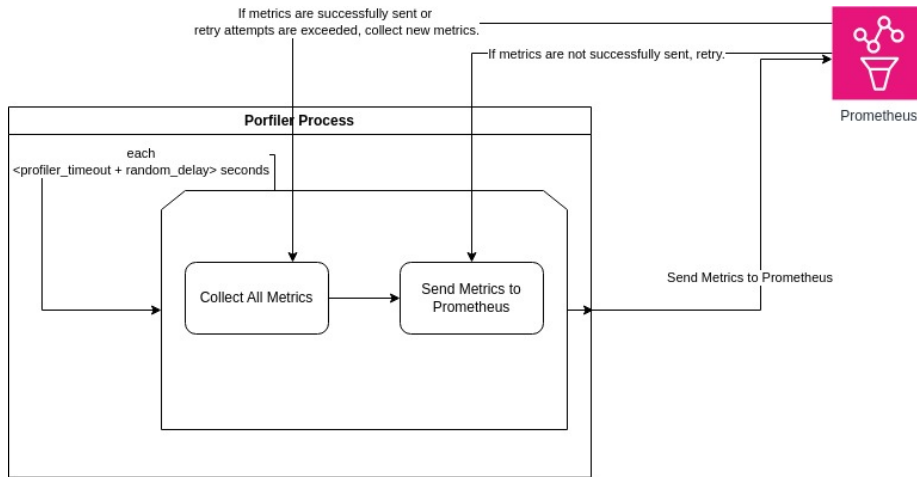 If metrics are successfully sent or
retry attempts are exceeded, collect new metrics.
If metrics are not successfully sent, retry.
Prometheus
Porfiler Process
each
<profiler_timeout + random_delay> seconds
Collect All Metrics
Send Metrics to
Prometheus
Send Metrics to Prometheus